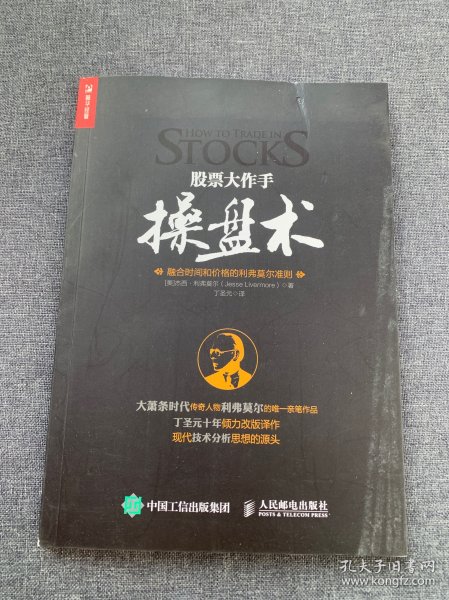 HOW TO TRADE IN
STOCKS
股票大作手
操盘术
融合时间和价格的利弗莫尔准则
[美]杰西·利弗莫尔（Jesse Livermore）◎著
丁圣元◎译
大萧条时代传奇人物利弗莫尔的唯一亲笔作品
丁圣元十年倾力改版译作
现代技术分析思想的源头
中国工信出版集团
人民邮电出版社
POSTS & TELECOM PRESS
孔夫子旧书网
www.kongfz.com